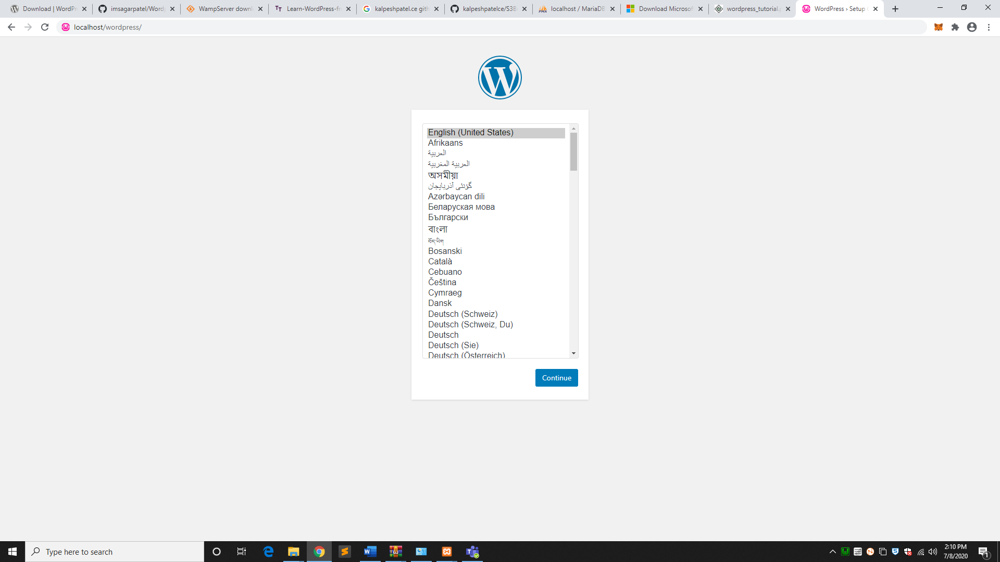 Download | WordPr
imsagarpatel/Word
WampServer downl
Learn-WordPress-fr
kalpeshpatel.ce gith
kalpeshpatelce/S3B
localhost / MariaDB
Download Microsof
wordpress_tutorial.p
WordPress › Setup
localhost/wordpress/
English (United States)
Afrikaans
العربية
العربية المغربية
অসমীয়া
گؤنئی آذربایجان
Azərbaycan dili
Беларуская мова
Български
বাংলা
བོད་ཡིག
Bosanski
Català
Cebuano
Čeština
Cymraeg
Dansk
Deutsch (Schweiz)
Deutsch (Schweiz, Du)
Deutsch
Deutsch (Sie)
Deutsch (Österreich)
Continue
Type here to search
2:10 PM
7/8/2020
1